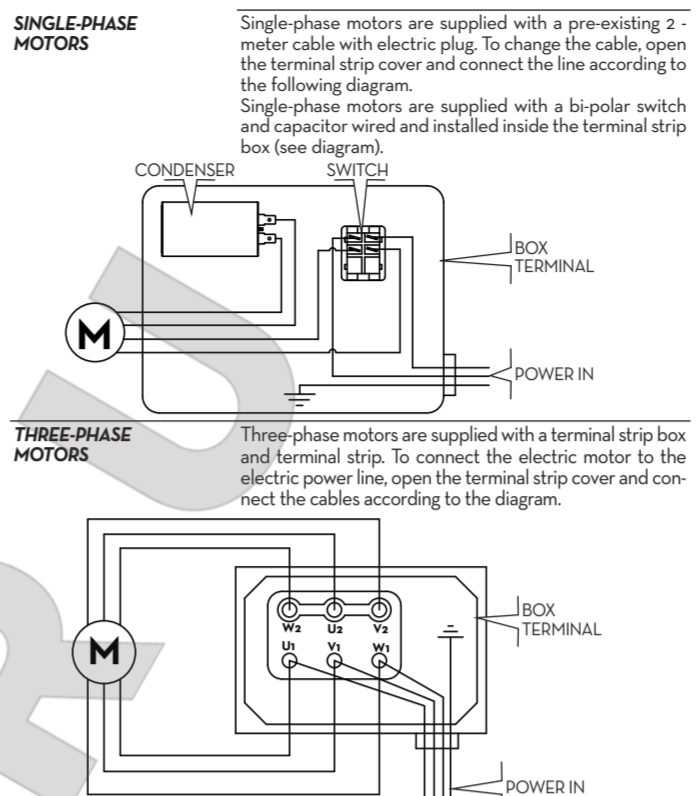 SINGLE-PHASE
MOTORS
Single-phase motors are supplied with a pre-existing 2 -
meter cable with electric plug. To change the cable, open
the terminal strip cover and connect the line according to
the following diagram.
Single-phase motors are supplied with a bi-polar switch
and capacitor wired and installed inside the terminal strip
box (see diagram).
CONDENSER
SWITCH
BOX
TERMINAL
M
POWER IN
THREE-PHASE
MOTORS
Three-phase motors are supplied with a terminal strip box
and terminal strip. To connect the electric motor to the
electric power line, open the terminal strip cover and con-
nect the cables according to the diagram.
BOX
TERMINAL
W2 U2 V2
U1 V1 W1
M
POWER IN